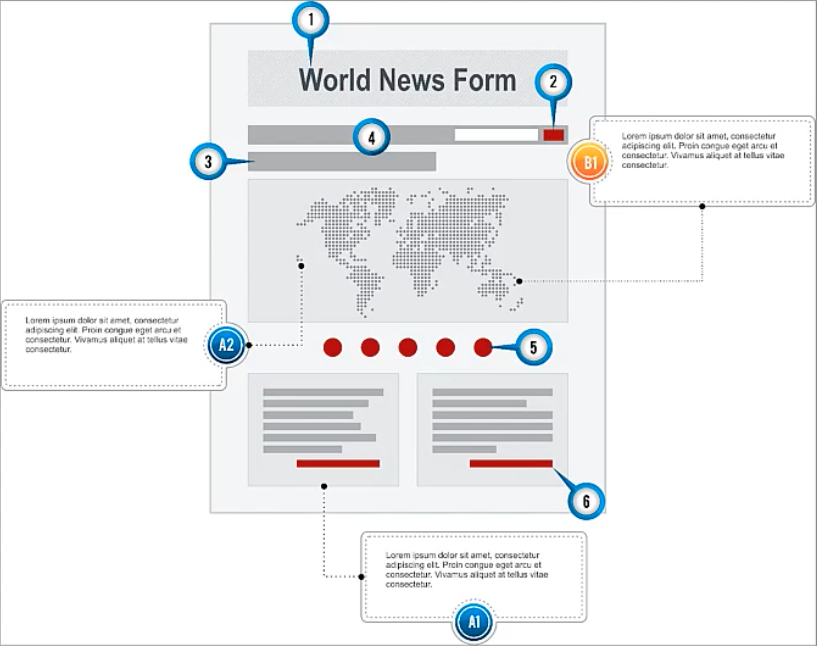 1
World News Form
2
4
3
Lorem ipsum dolor sit amet, consectetur
adipiscing elit. Proin congue eget arcu et
consectetur. Vivamus aliquet at tellus vitae
consectetur.
B1
Lorem ipsum dolor sit amet, consectetur
adipiscing elit. Proin congue eget arcu et
consectetur. Vivamus aliquet at tellus vitae
consectetur.
A2
5
6
Lorem ipsum dolor sit amet, consectetur
adipiscing elit. Proin congue eget arcu et
consectetur. Vivamus aliquet at tellus vitae
consectetur.
A1